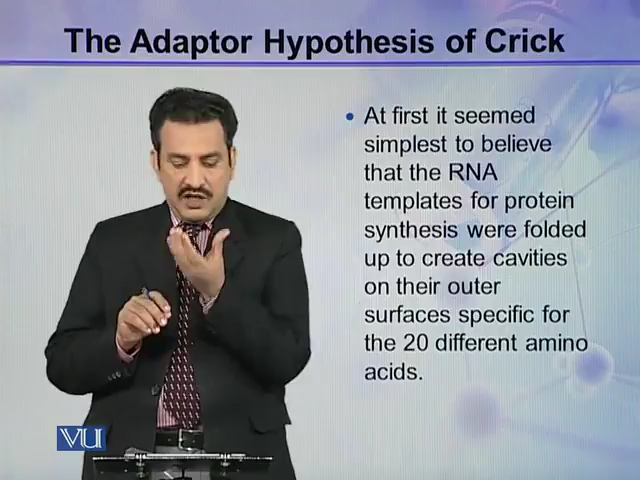 The Adaptor Hypothesis of Crick
• At first it seemed
simplest to believe
that the RNA
templates for protein
synthesis were folded
up to create cavities
on their outer
surfaces specific for
the 20 different amino
acids.
VU